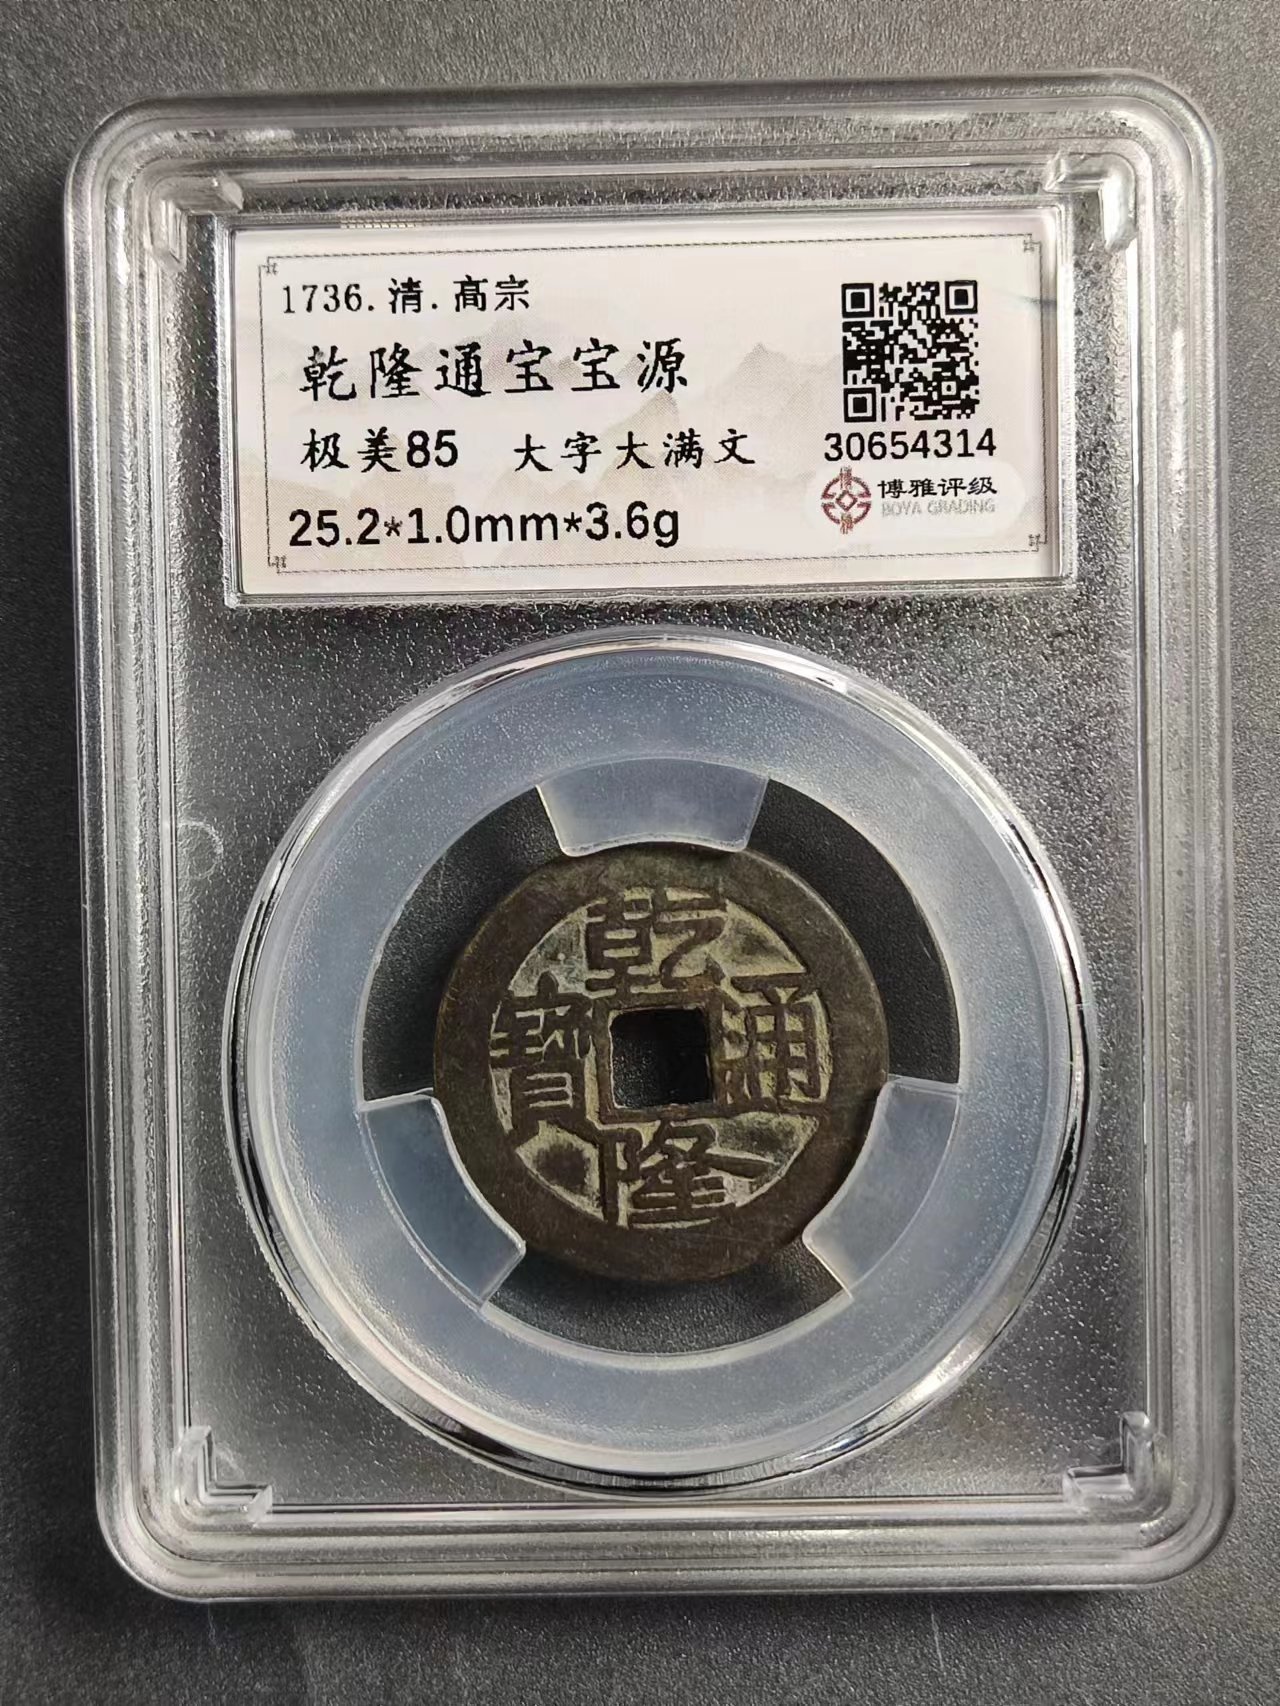 1736.清.高宗
乾隆通宝宝源
极美85 大字大满文
25.2*1.0mm*3.6g
30654314
博雅评级
BOYA GRADING
乾隆通寶